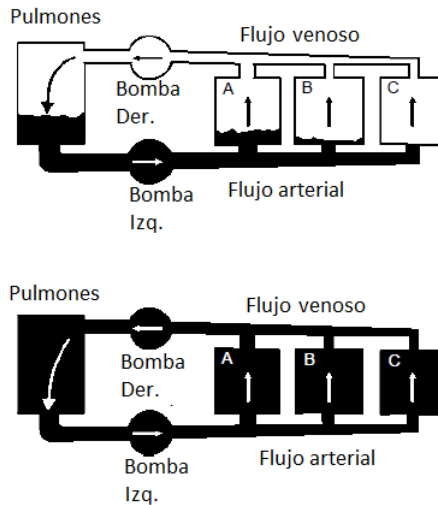 Pulmones
Flujo venoso
Bomba
Der.
A
B
C
Flujo arterial
Bomba
Izq.
Pulmones
Flujo venoso
Bomba
Der.
A
B
C
Flujo arterial
Bomba
Izq.